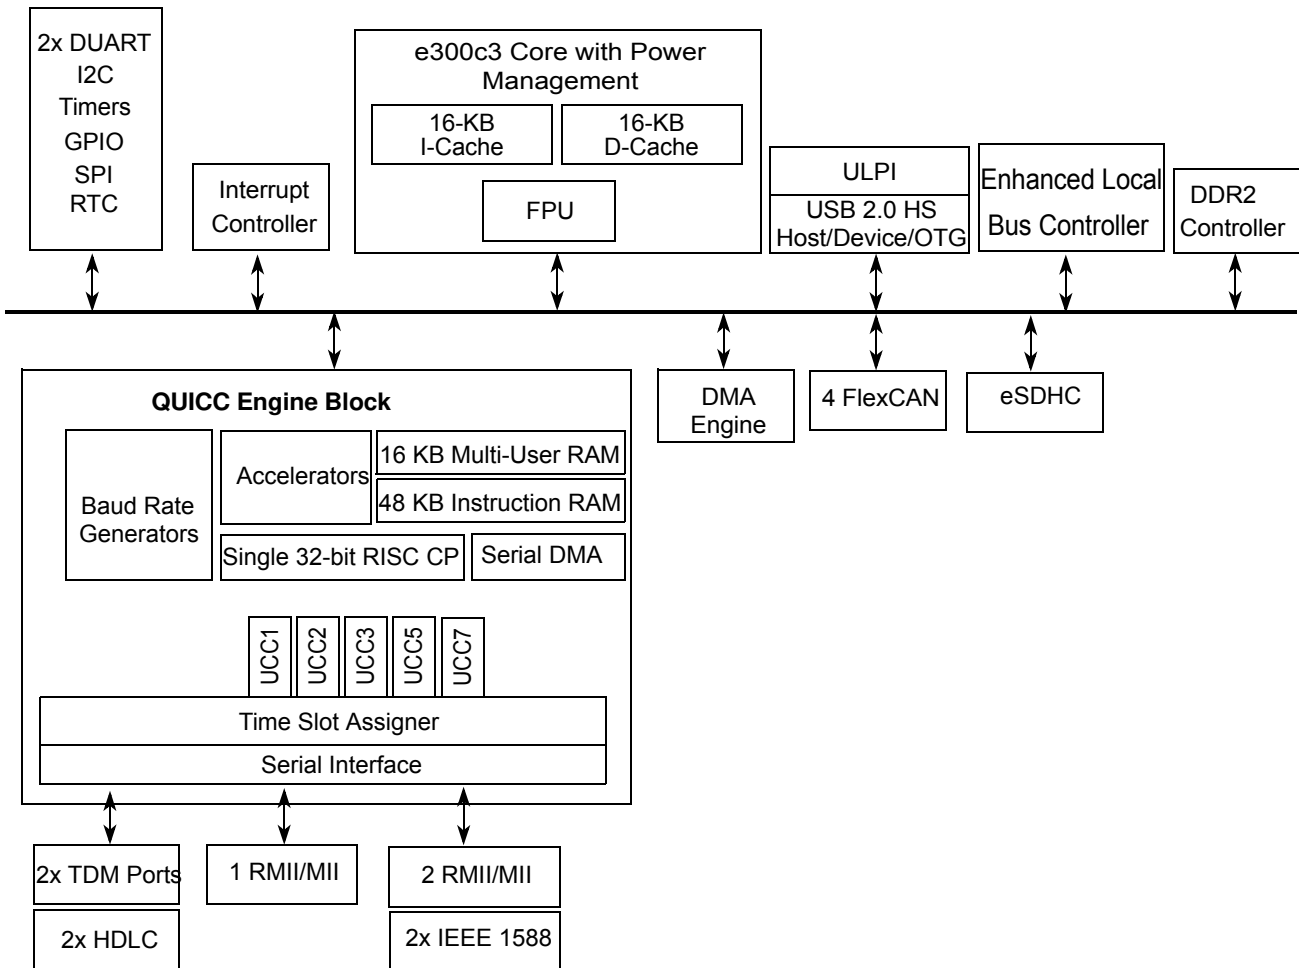 2x DUART
I2C
Timers
GPIO
SPI
RTC
Interrupt
Controller
e300c3 Core with Power
Management
16-KB
I-Cache
16-KB
D-Cache
FPU
ULPI
USB 2.0 HS
Host/Device/OTG
Enhanced Local
Bus Controller
DDR2
Controller
QUICC Engine Block
Baud Rate
Generators
Accelerators
16 KB Multi-User RAM
48 KB Instruction RAM
Single 32-bit RISC CP
Serial DMA
UCC1
UCC2
UCC3
UCC5
UCC7
Time Slot Assigner
Serial Interface
DMA
Engine
4 FlexCAN
eSDHC
2x TDM Ports
2x HDLC
1 RMII/MII
2 RMII/MII
2x IEEE 1588